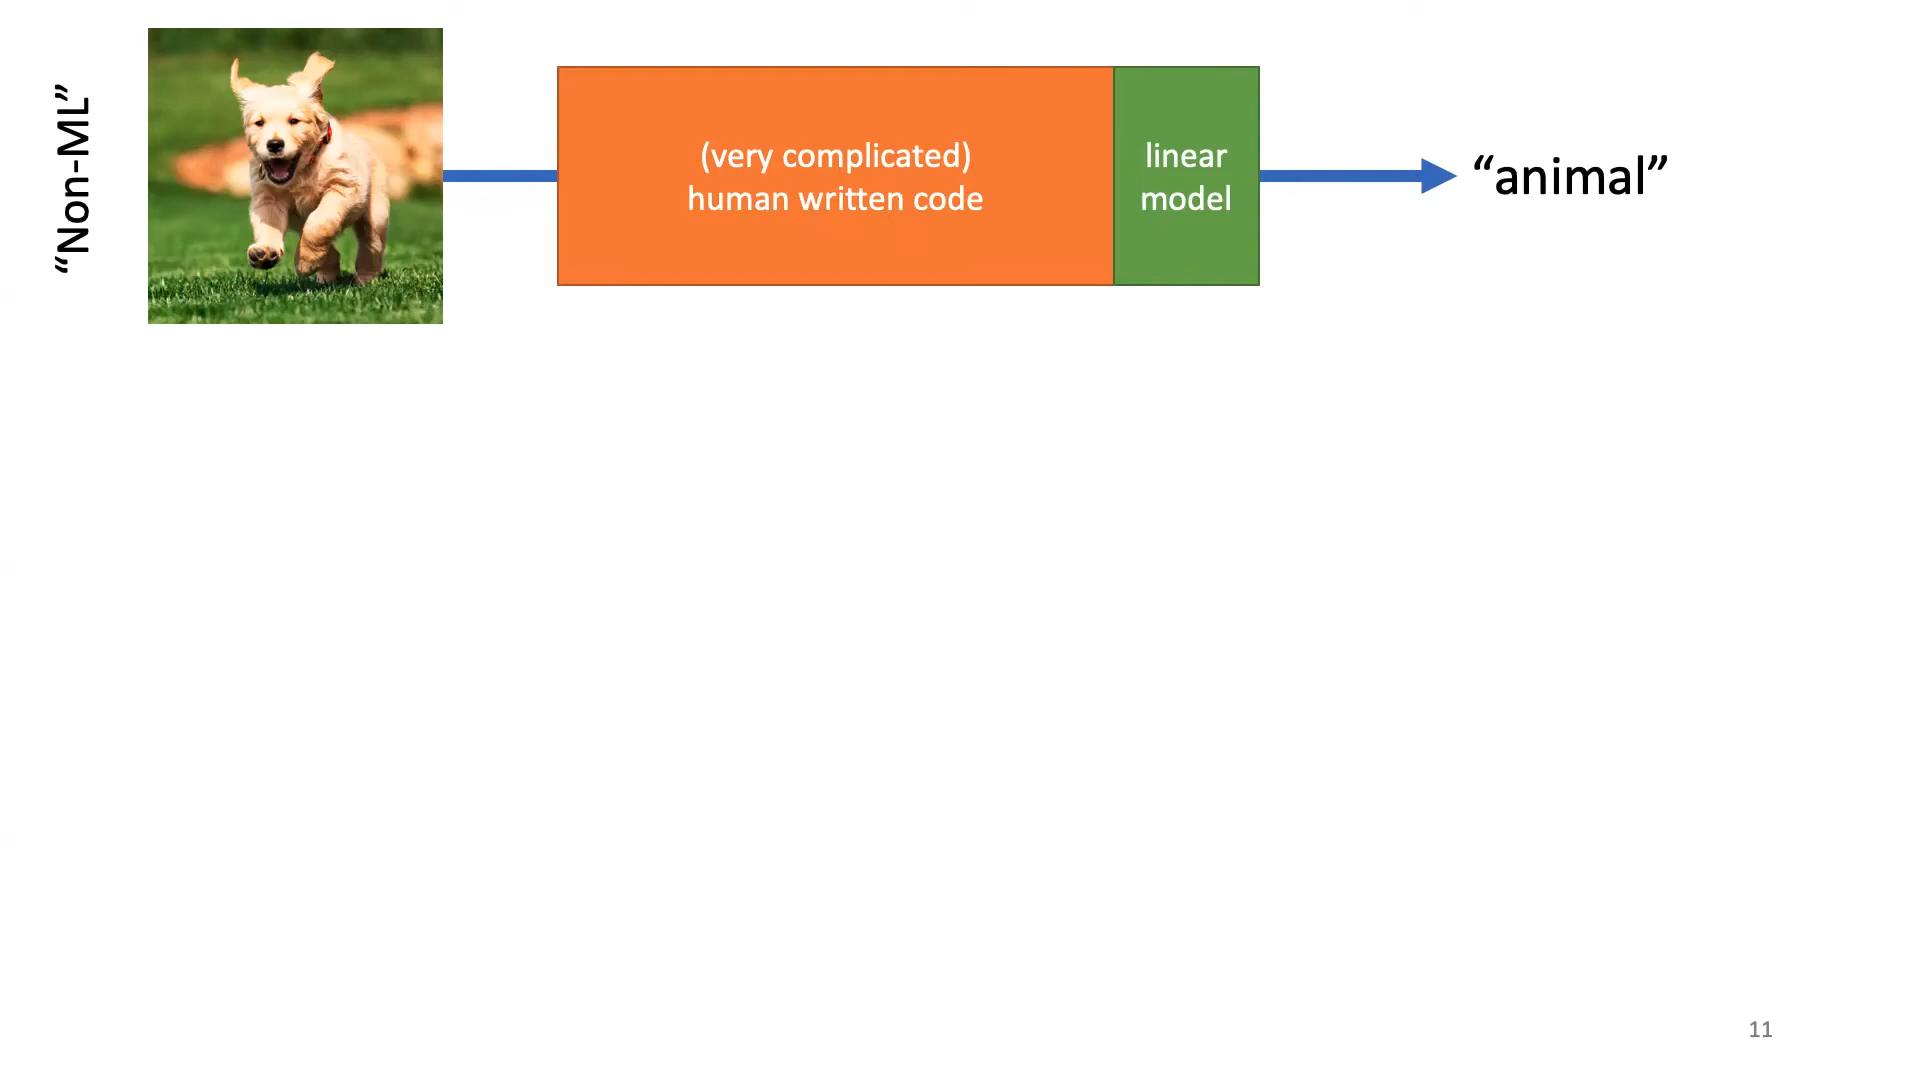 “Non-ML”
(very complicated)
human written code
linear
model
“animal”
11